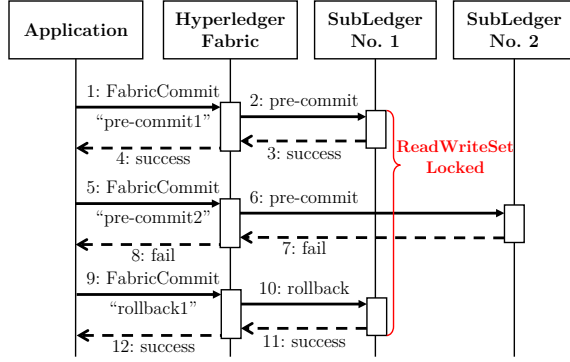 Application
Hyperledger
Fabric
SubLedger
No. 1
SubLedger
No. 2
1: FabricCommit
“pre-commit1”
2: pre-commit
3: success
4: success
ReadWriteSet
Locked
5: FabricCommit
“pre-commit2”
6: pre-commit
7: fail
8: fail
9: FabricCommit
“rollback1”
10: rollback
11: success
12: success